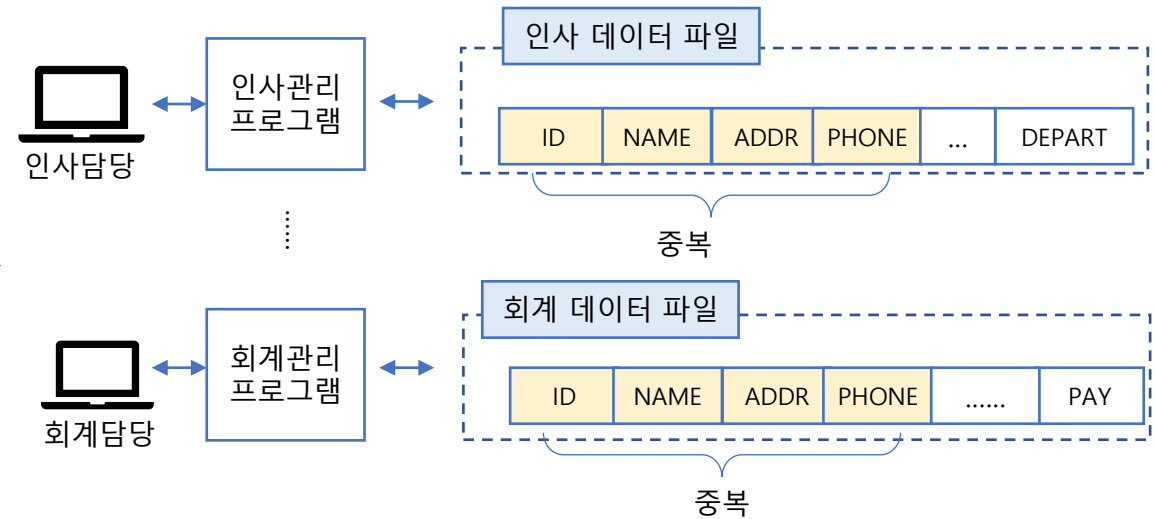 인사 데이터 파일
인사관리
프로그램
ID NAME ADDR PHONE ... DEPART
인사담당
중복
회계 데이터 파일
회계관리
프로그램
ID NAME ADDR PHONE ...... PAY
회계담당
중복